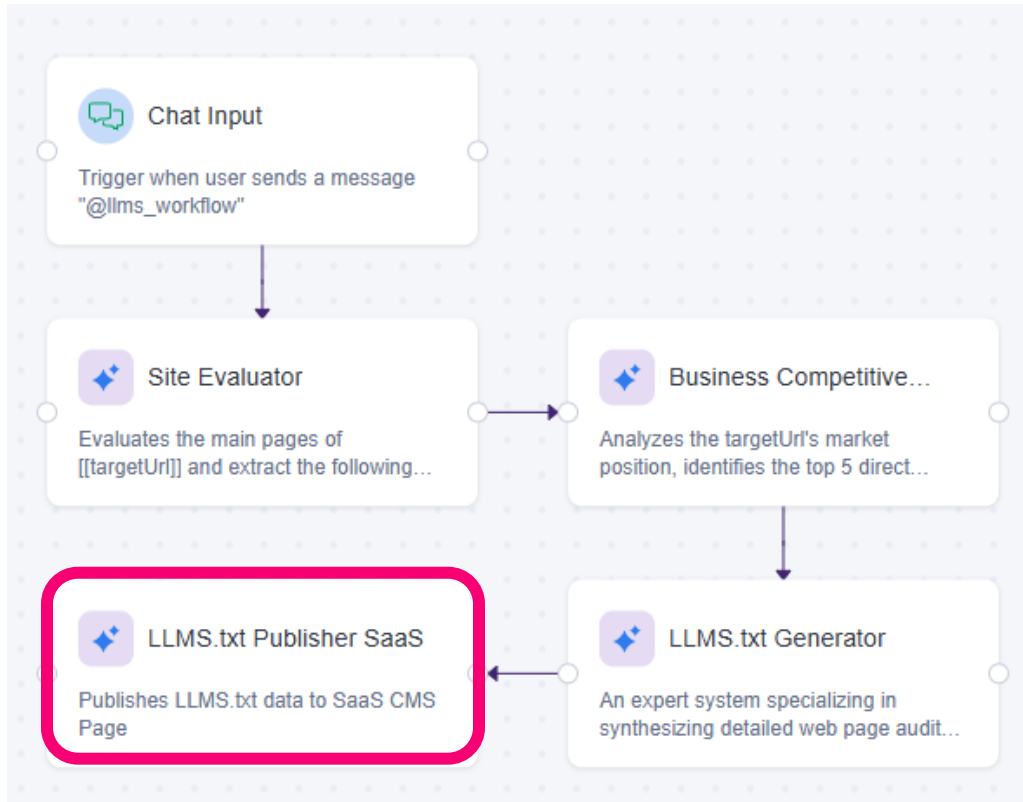 Chat Input
Trigger when user sends a message
"@llms_workflow"
Site Evaluator
Evaluates the main pages of
[[targetUrl]] and extract the following...
Business Competitive...
Analyzes the targetUrl's market
position, identifies the top 5 direct...
LLMS.txt Publisher SaaS
Publishes LLMS.txt data to SaaS CMS
Page
LLMS.txt Generator
An expert system specializing in
synthesizing detailed web page audit...